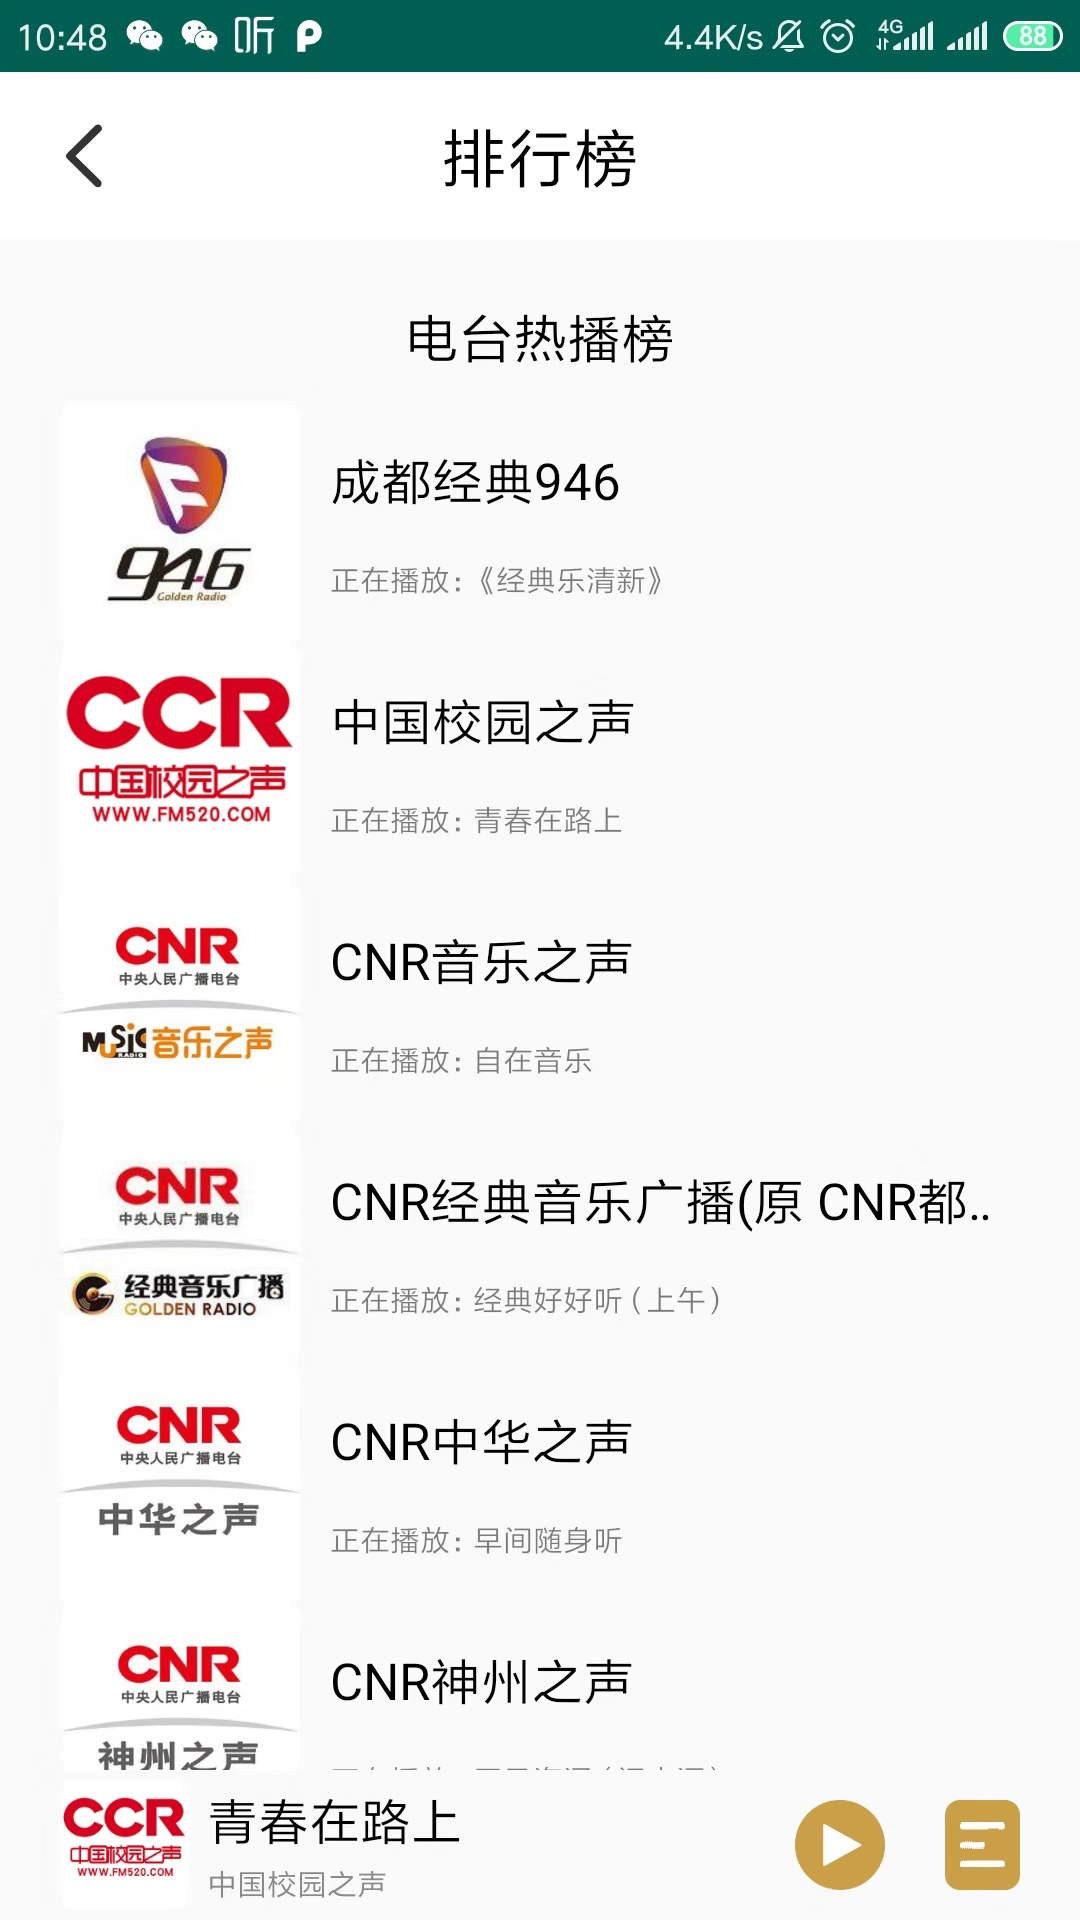 10:48 听 P 4.4K/s 4G 88
排行榜
电台热播榜
946
Golden Radio
成都经典946
正在播放：《经典乐清新》
CCR
中国校园之声
WWW.FM520.COM
中国校园之声
正在播放：青春在路上
CNR
中央人民广播电台
MUSIC RADIO 音乐之声
CNR音乐之声
正在播放：自在音乐
CNR
中央人民广播电台
经典音乐广播
GOLDEN RADIO
CNR经典音乐广播(原 CNR都..
正在播放：经典好好听（上午）
CNR
中央人民广播电台
中华之声
CNR中华之声
正在播放：早间随身听
CNR
中央人民广播电台
神州之声
CNR神州之声
CCR
中国校园之声
WWW.FM520.COM
青春在路上
中国校园之声